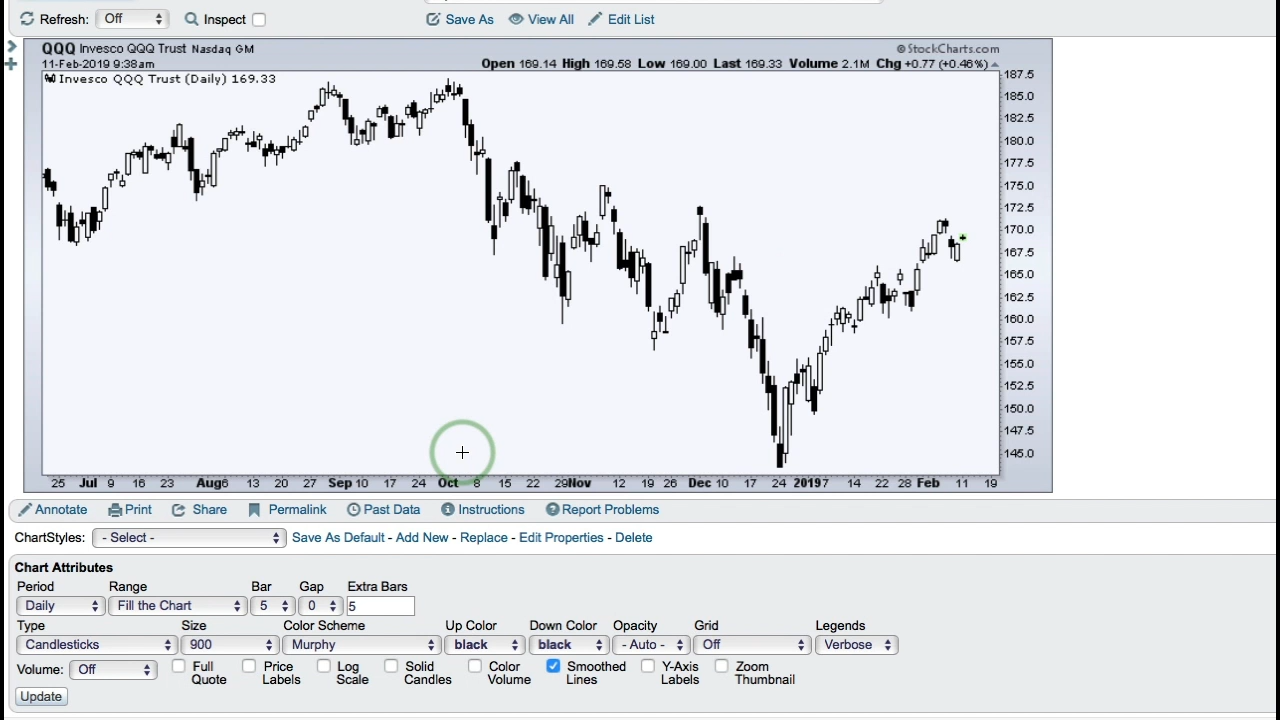 Refresh: Off Inspect Save As View All Edit List
QQQ Invesco QQQ Trust Nasdaq GM @StockCharts.com
11-Feb-2019 9:38am Open 169.14 High 169.58 Low 169.00 Last 169.33 Volume 2.1M Chg +0.77 (+0.46%)
Invesco QQQ Trust (Daily) 169.33
187.5
185.0
182.5
180.0
177.5
175.0
172.5
170.0
167.5
165.0
162.5
160.0
157.5
155.0
152.5
150.0
147.5
145.0
25 Jul 9 16 23 Aug6 13 20 27 Sep 10 17 24 Oct 8 15 22 29Nov 12 19 26 Dec 10 17 24 20197 14 22 28 Feb 11 19
Annotate Print Share Permalink Past Data Instructions Report Problems
ChartStyles: - Select - Save As Default - Add New - Replace - Edit Properties - Delete
Chart Attributes
Period Range Bar Gap Extra Bars
Daily Fill the Chart 5 0 5
Type Size Color Scheme Up Color Down Color Opacity Grid Legends
Candlesticks 900 Murphy black black - Auto - Off Verbose
Volume: Off Full Quote Price Labels Log Scale Solid Candles Color Volume Smoothed Lines Y-Axis Labels Zoom Thumbnail
Update